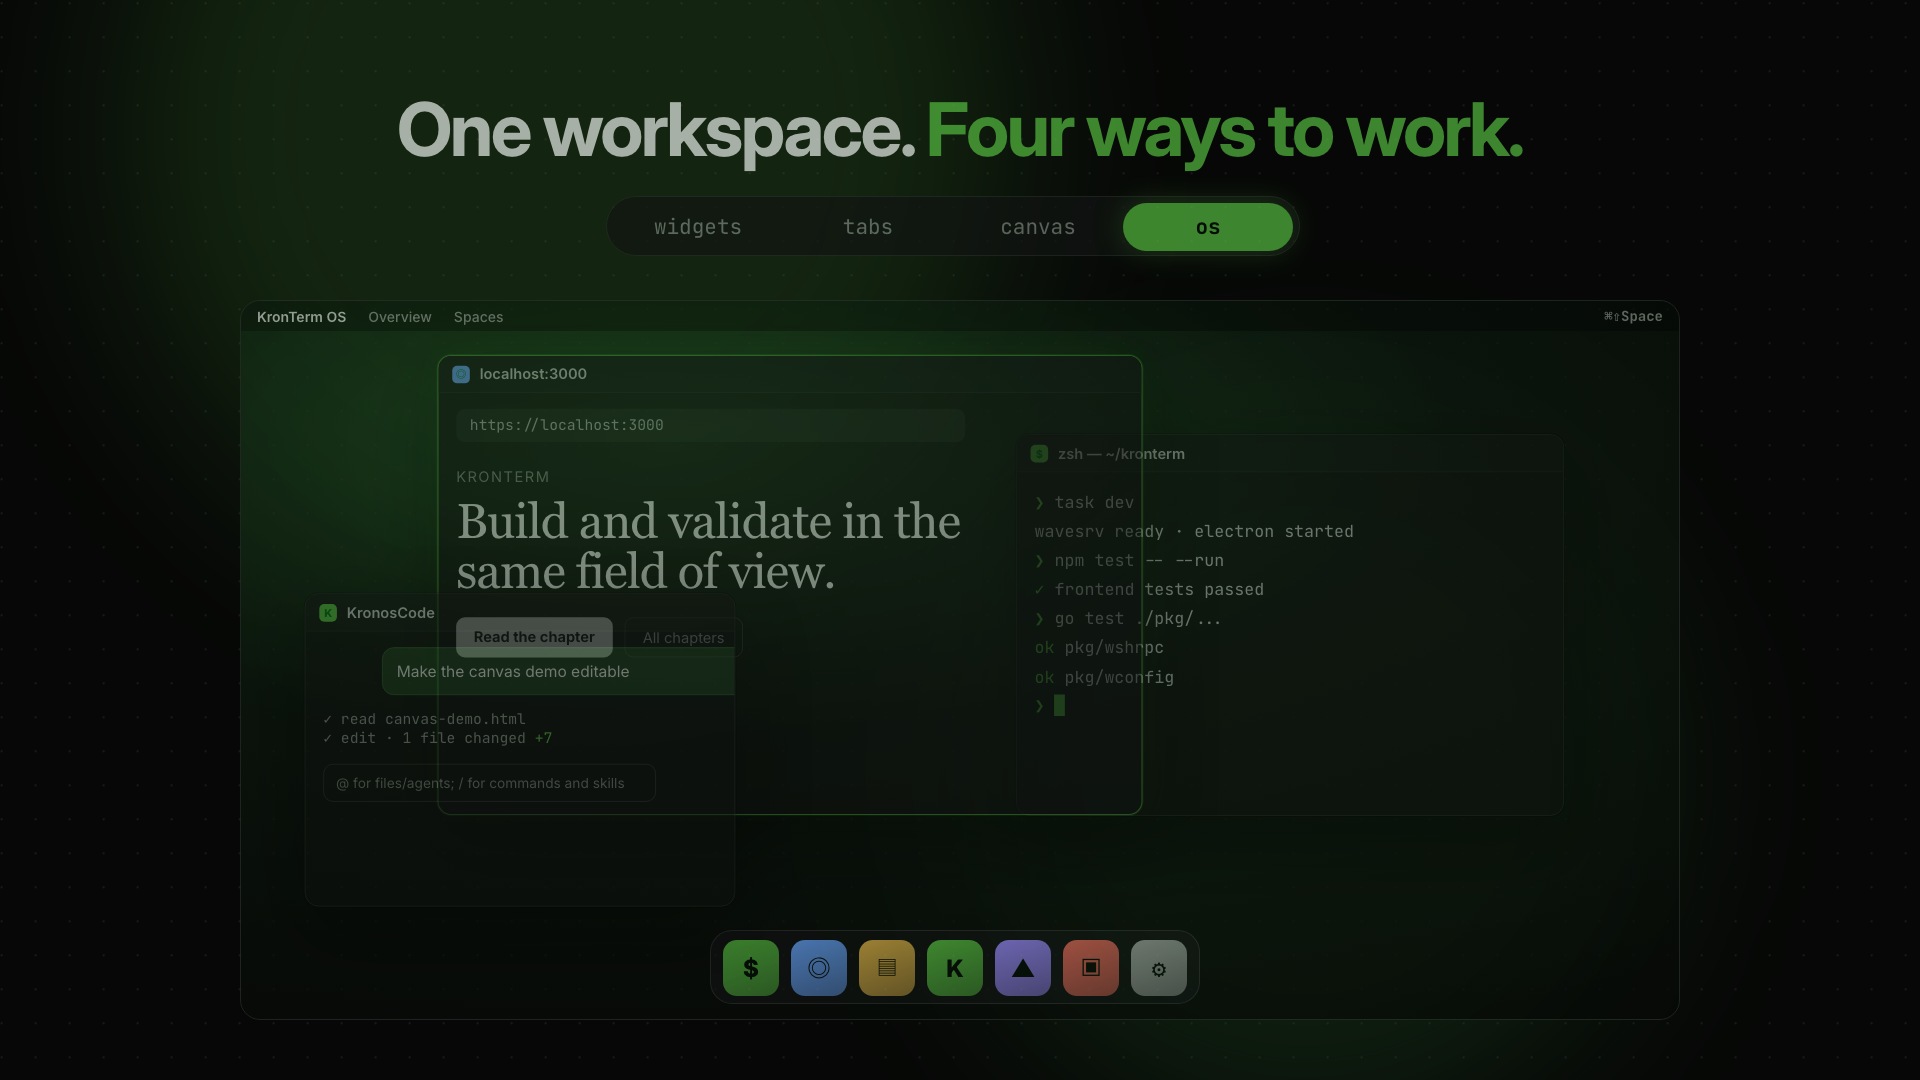 One workspace. Four ways to work.
widgets tabs canvas os
KronTerm OS Overview Spaces ⌘⇧Space
localhost:3000
https://localhost:3000
KRONTERM
Build and validate in the
same field of view.
Read the chapter All chapters
zsh — ~/kronterm
❯ task dev
wavesrv ready · electron started
❯ npm test -- --run
✓ frontend tests passed
❯ go test ./pkg/...
ok pkg/wshrpc
ok pkg/wconfig
❯
K KronosCode
Make the canvas demo editable
✓ read canvas-demo.html
✓ edit · 1 file changed +7
@ for files/agents; / for commands and skills
$ K